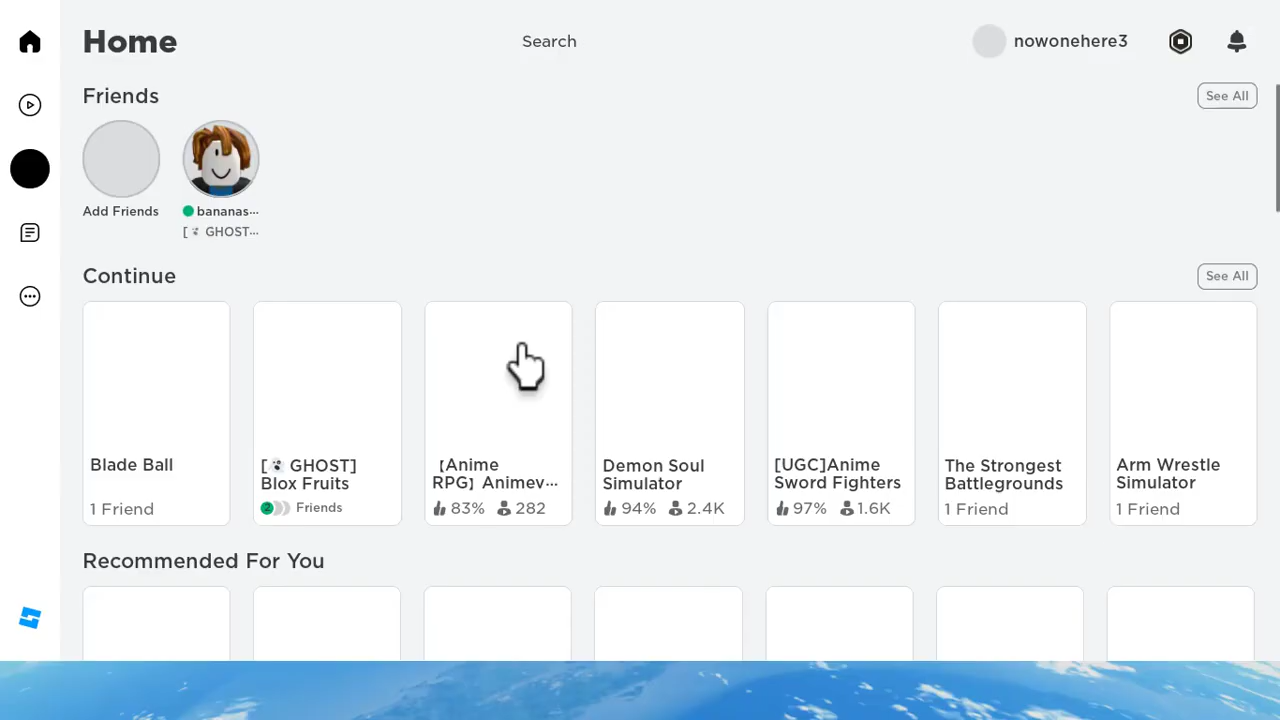 Home
Search
nowonehere3
Friends
See All
Add Friends
bananas...
[ GHOST...
Continue
See All
Blade Ball
1 Friend
[ GHOST]
Blox Fruits
2 Friends
[Anime
RPG] Animev...
83% 282
Demon Soul
Simulator
94% 2.4K
[UGC]Anime
Sword Fighters
97% 1.6K
The Strongest
Battlegrounds
1 Friend
Arm Wrestle
Simulator
1 Friend
Recommended For You